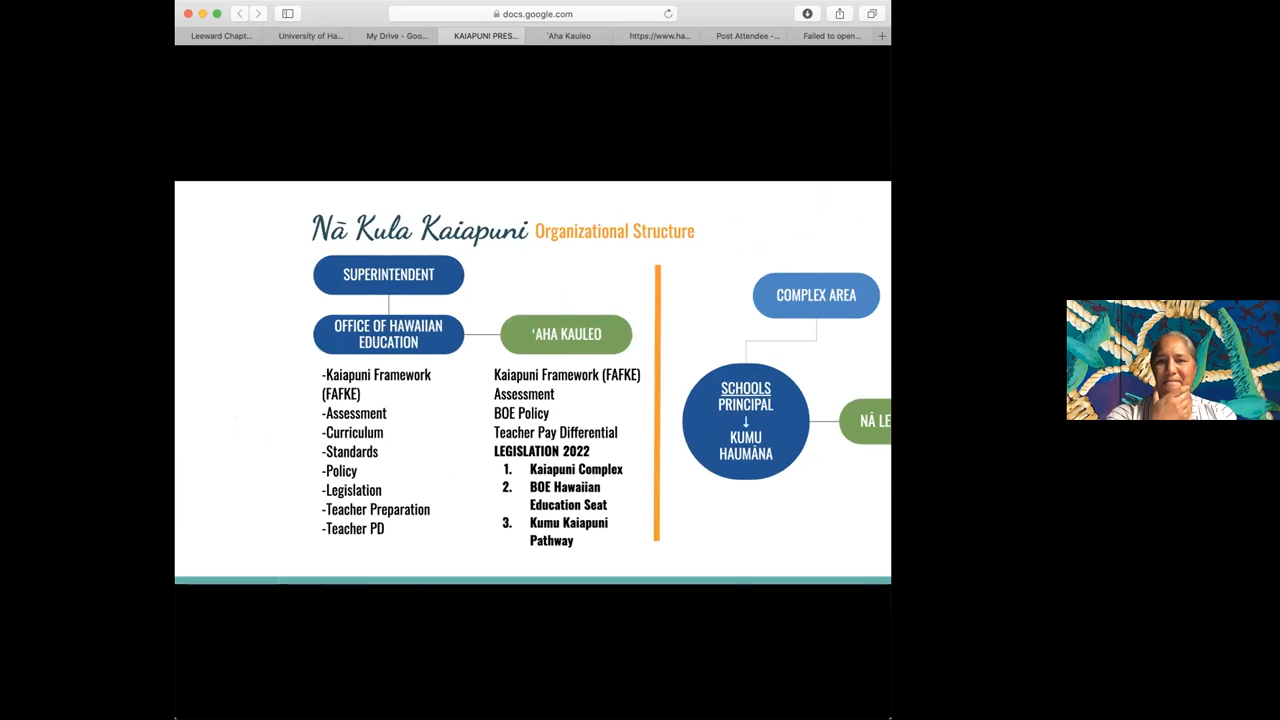 docs.google.com
Leeward Chapt...
University of Ha...
My Drive - Goo...
KAIAPUNI PRES...
ʻAha Kauleo
https://www.ha...
Post Attendee -...
Failed to open...
Nā Kula Kaiapuni Organizational Structure
SUPERINTENDENT
OFFICE OF HAWAIIAN
EDUCATION
-Kaiapuni Framework
(FAFKE)
-Assessment
-Curriculum
-Standards
-Policy
-Legislation
-Teacher Preparation
-Teacher PD
ʻAHA KAULEO
Kaiapuni Framework (FAFKE)
Assessment
BOE Policy
Teacher Pay Differential
LEGISLATION 2022
1. Kaiapuni Complex
2. BOE Hawaiian
Education Seat
3. Kumu Kaiapuni
Pathway
COMPLEX AREA
SCHOOLS
PRINCIPAL
↓
KUMU
HAUMĀNA
NĀ LE